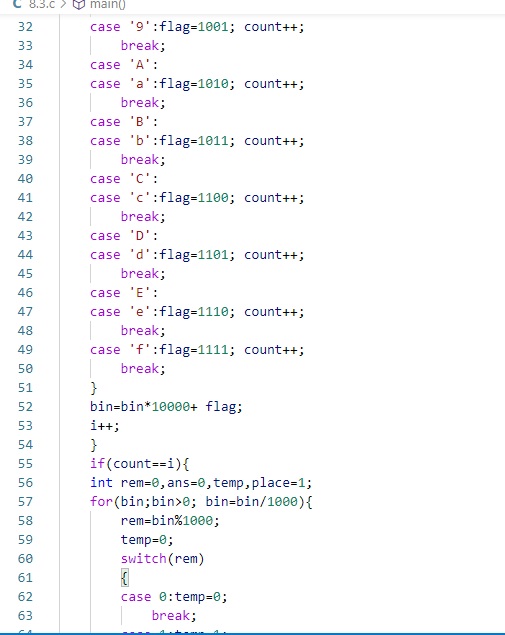 C 8.3.c > main()
32 case '9':flag=1001; count++;
33 break;
34 case 'A':
35 case 'a':flag=1010; count++;
36 break;
37 case 'B':
38 case 'b':flag=1011; count++;
39 break;
40 case 'C':
41 case 'c':flag=1100; count++;
42 break;
43 case 'D':
44 case 'd':flag=1101; count++;
45 break;
46 case 'E':
47 case 'e':flag=1110; count++;
48 break;
49 case 'f':flag=1111; count++;
50 break;
51 }
52 bin=bin*10000+ flag;
53 i++;
54 }
55 if(count==i){
56 int rem=0,ans=0,temp,place=1;
57 for(bin;bin>0; bin=bin/1000){
58 rem=bin%1000;
59 temp=0;
60 switch(rem)
61 {
62 case 0:temp=0;
63 break;